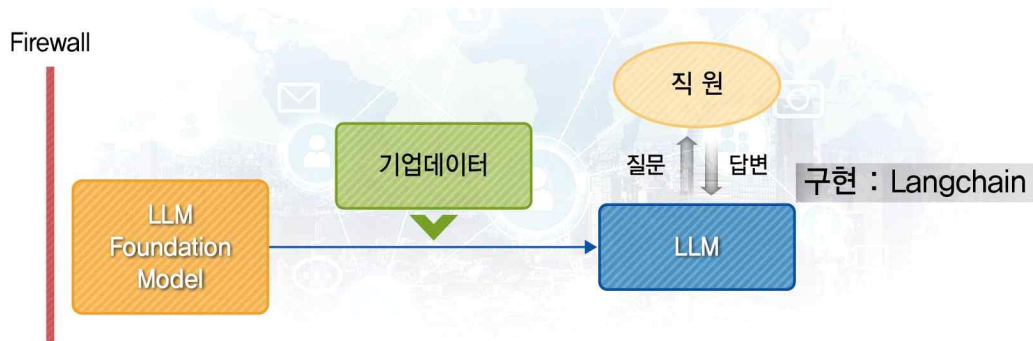 Firewall
직 원
기업데이터
질문
답변
구현 : Langchain
LLM
Foundation
Model
LLM